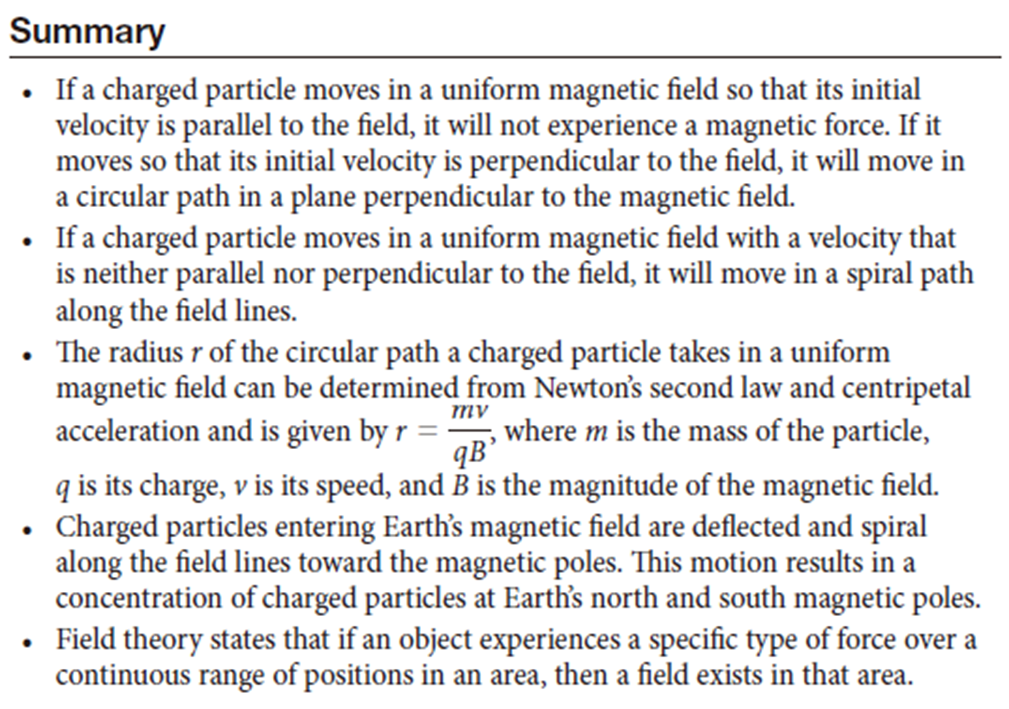 Summary
• If a charged particle moves in a uniform magnetic field so that its initial
velocity is parallel to the field, it will not experience a magnetic force. If it
moves so that its initial velocity is perpendicular to the field, it will move in
a circular path in a plane perpendicular to the magnetic field.
• If a charged particle moves in a uniform magnetic field with a velocity that
is neither parallel nor perpendicular to the field, it will move in a spiral path
along the field lines.
• The radius r of the circular path a charged particle takes in a uniform
magnetic field can be determined from Newton's second law and centripetal
acceleration and is given by r = mv/qB, where m is the mass of the particle,
q is its charge, v is its speed, and B is the magnitude of the magnetic field.
• Charged particles entering Earth's magnetic field are deflected and spiral
along the field lines toward the magnetic poles. This motion results in a
concentration of charged particles at Earth's north and south magnetic poles.
• Field theory states that if an object experiences a specific type of force over a
continuous range of positions in an area, then a field exists in that area.